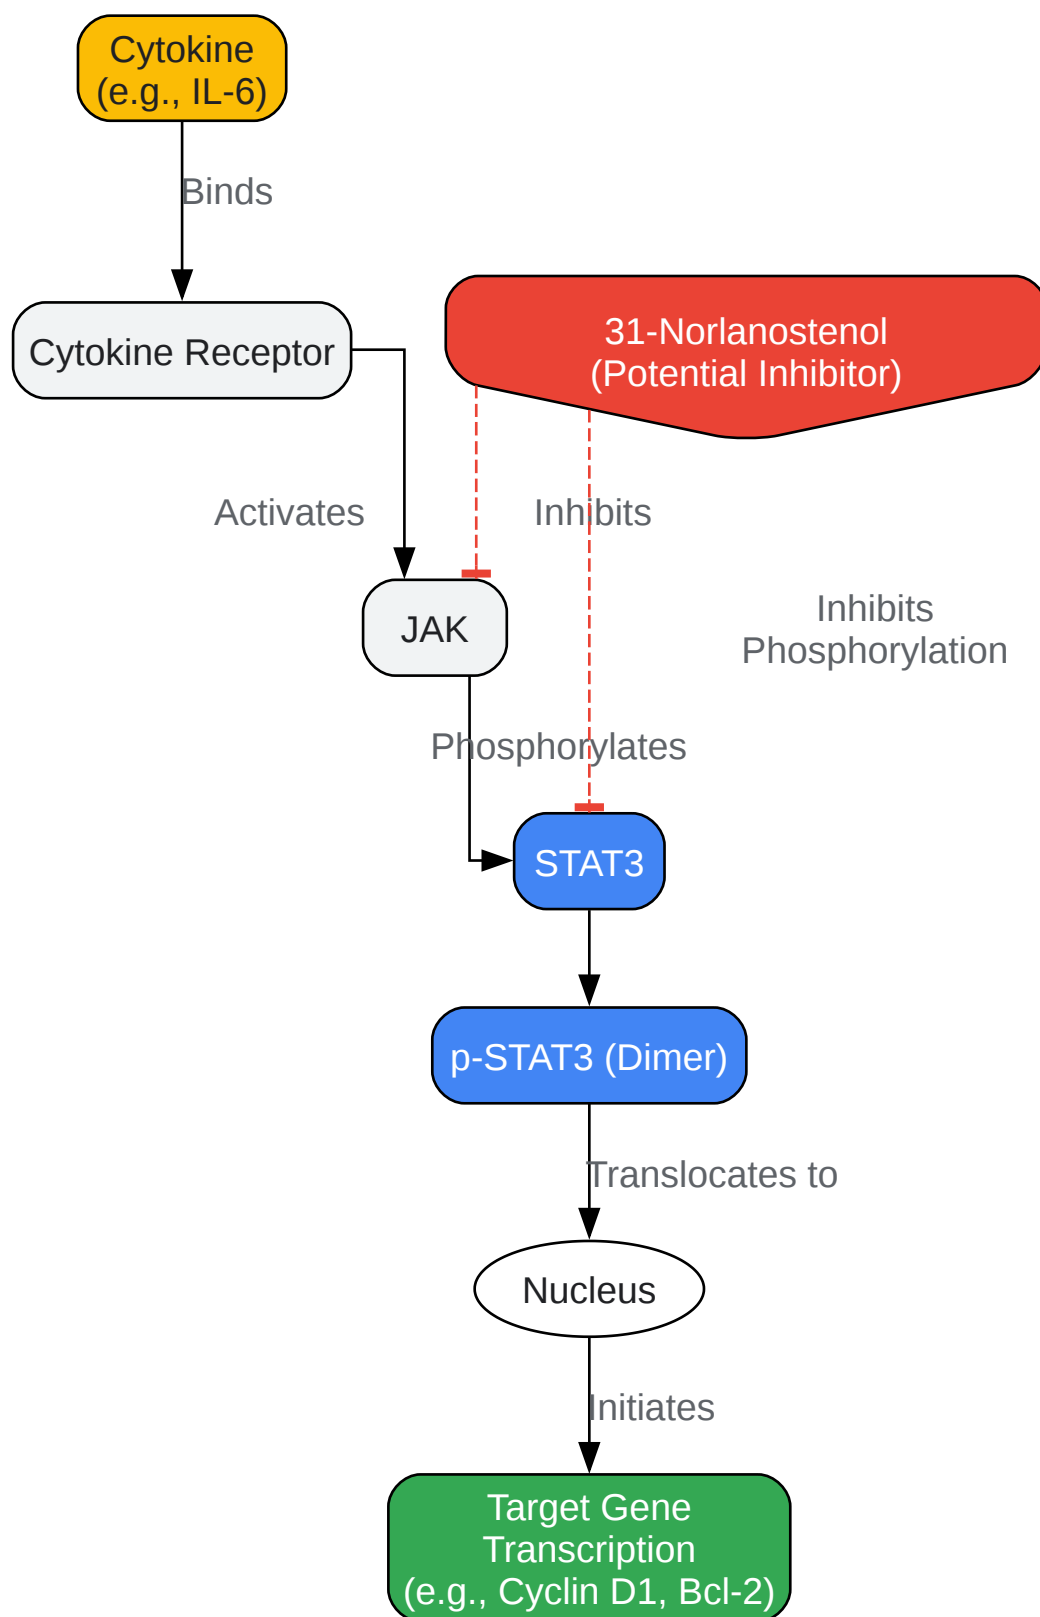 Cytokine
(e.g., IL-6)
Binds
Cytokine Receptor
31-Norlanostenol
(Potential Inhibitor)
Activates
Inhibits
Inhibits
Phosphorylation
JAK
Phosphorylates
STAT3
p-STAT3 (Dimer)
Translocates to
Nucleus
Initiates
Target Gene
Transcription
(e.g., Cyclin D1, Bcl-2)